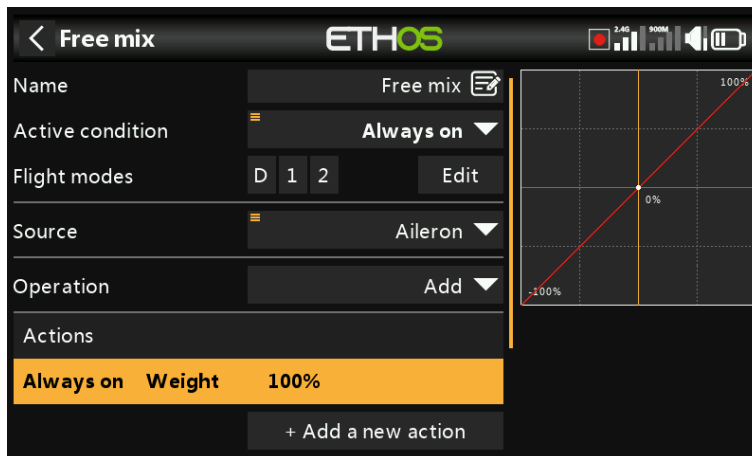 Free mix ETHOS 2.4G 900M
Name Free mix
Active condition Always on
Flight modes D 1 2 Edit
Source Aileron
Operation Add
Actions
Always on Weight 100%
+ Add a new action
100%
0%
-100%